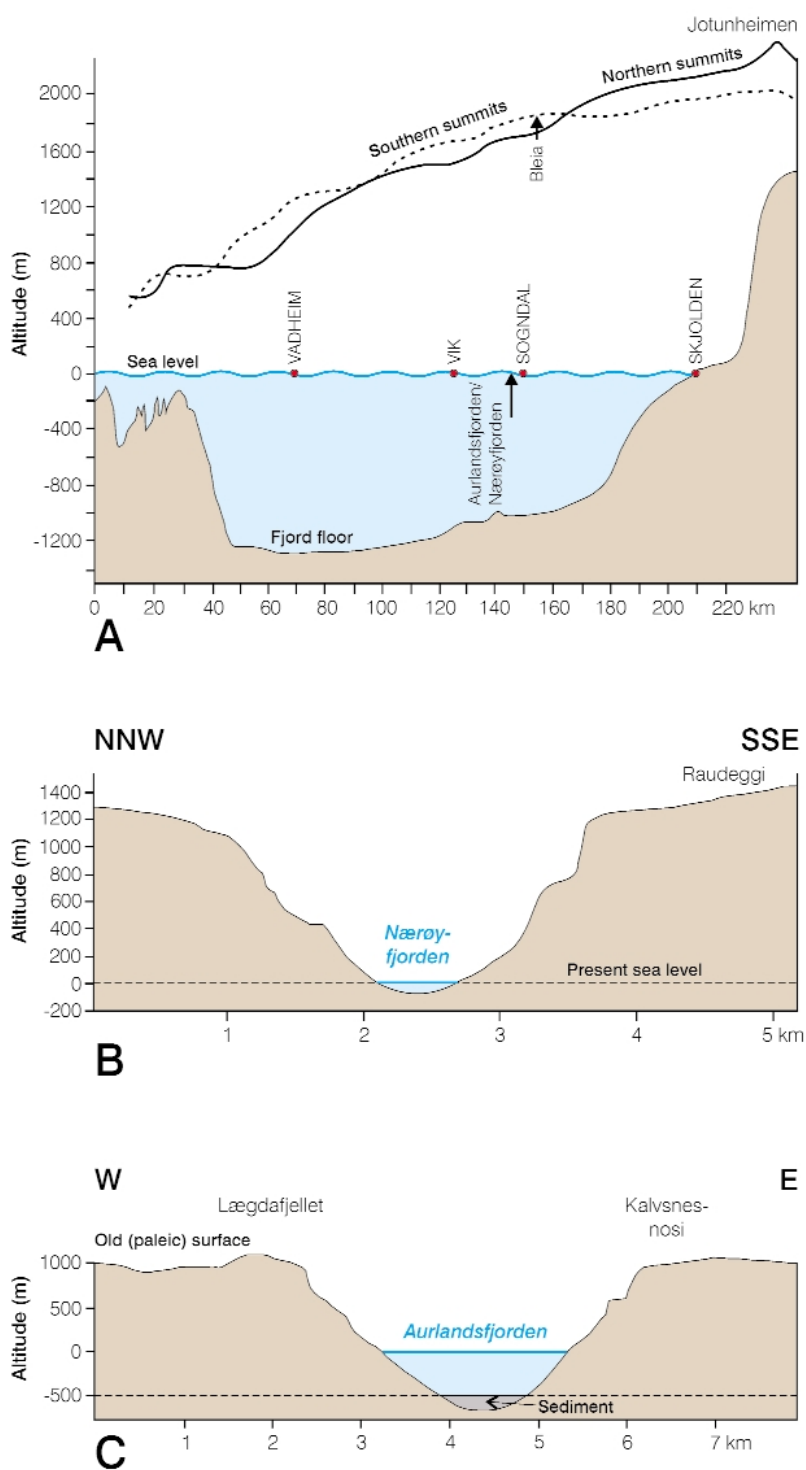 Jotunheimen
Northern summits
Southern summits
Bleia
2000
1600
1200
800
400
0
-400
-800
-1200
Altitude (m)
Sea level
VADHEIM
VIK
SOGNDAL
SKJOLDEN
Aurlandsfjorden/
Nærøyfjorden
Fjord floor
0 20 40 60 80 100 120 140 160 180 200 220 km
A
NNW SSE
Raudeggi
1400
1200
1000
800
600
400
200
0
-200
Altitude (m)
Nærøy-
fjorden
Present sea level
1 2 3 4 5 km
B
W E
Lægdafjellet
Kalvsnes-
nosi
Old (paleic) surface
1000
500
0
-500
Altitude (m)
Aurlandsfjorden
Sediment
1 2 3 4 5 6 7 km
C